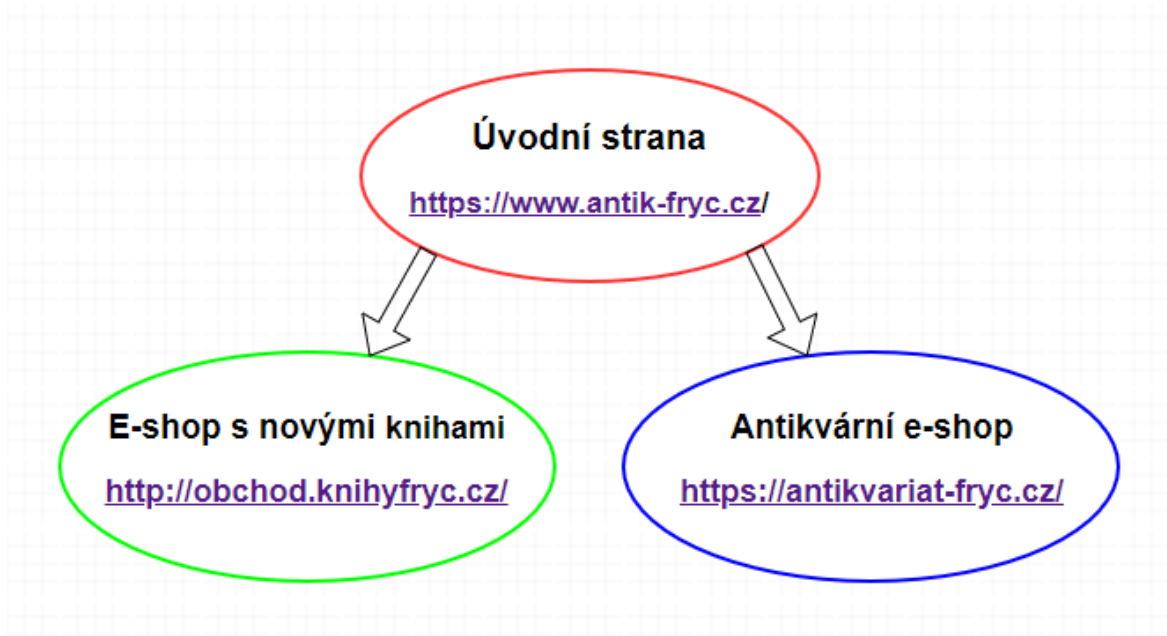 Úvodní strana
https://www.antik-fryc.cz/
E-shop s novými knihami
http://obchod.knihyfryc.cz/
Antikvární e-shop
https://antikvariat-fryc.cz/